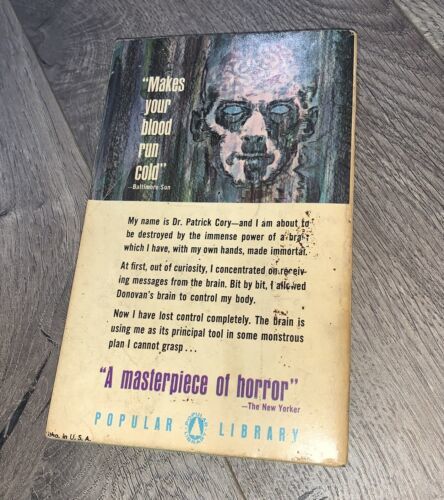 "Makes
your
blood
run
cold"
—Baltimore Sun
My name is Dr. Patrick Cory—and I am about to
be destroyed by the immense power of a
which I have, with my own hands, made immortal.
At first, out of curiosity, I concentrated on receiv-
ing messages from the brain. Bit by bit, I allowed
Donovan's brain to control my body.
Now I have lost control completely. The brain is
using me as its principal tool in some monstrous
plan I cannot grasp . . .
"A masterpiece of horror"
—The New Yorker
POPULAR LIBRARY
in U. S. A.